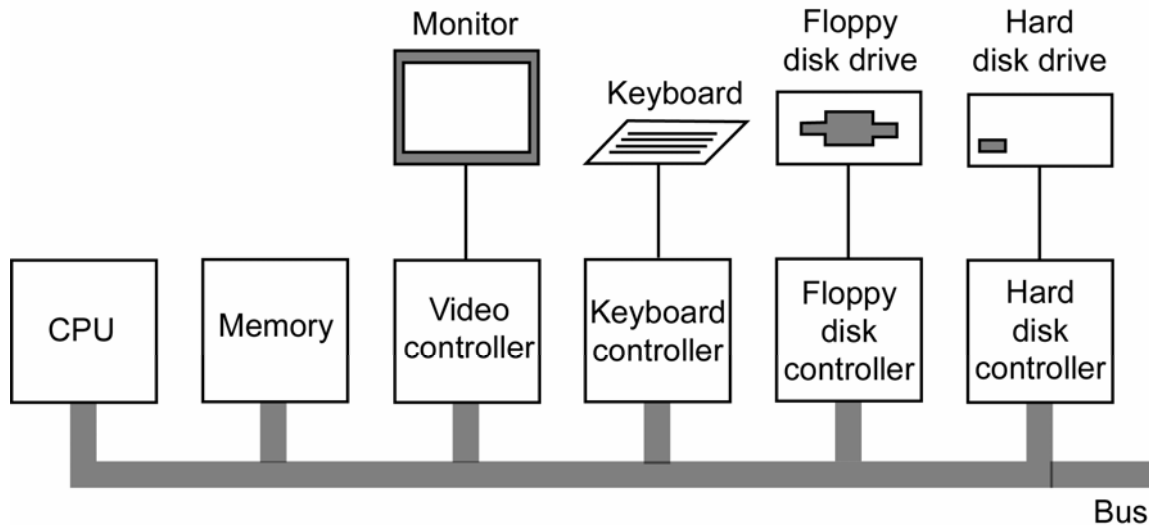 Monitor
Keyboard
Floppy
disk drive
Hard
disk drive
CPU
Memory
Video
controller
Keyboard
controller
Floppy
disk
controller
Hard
disk
controller
Bus